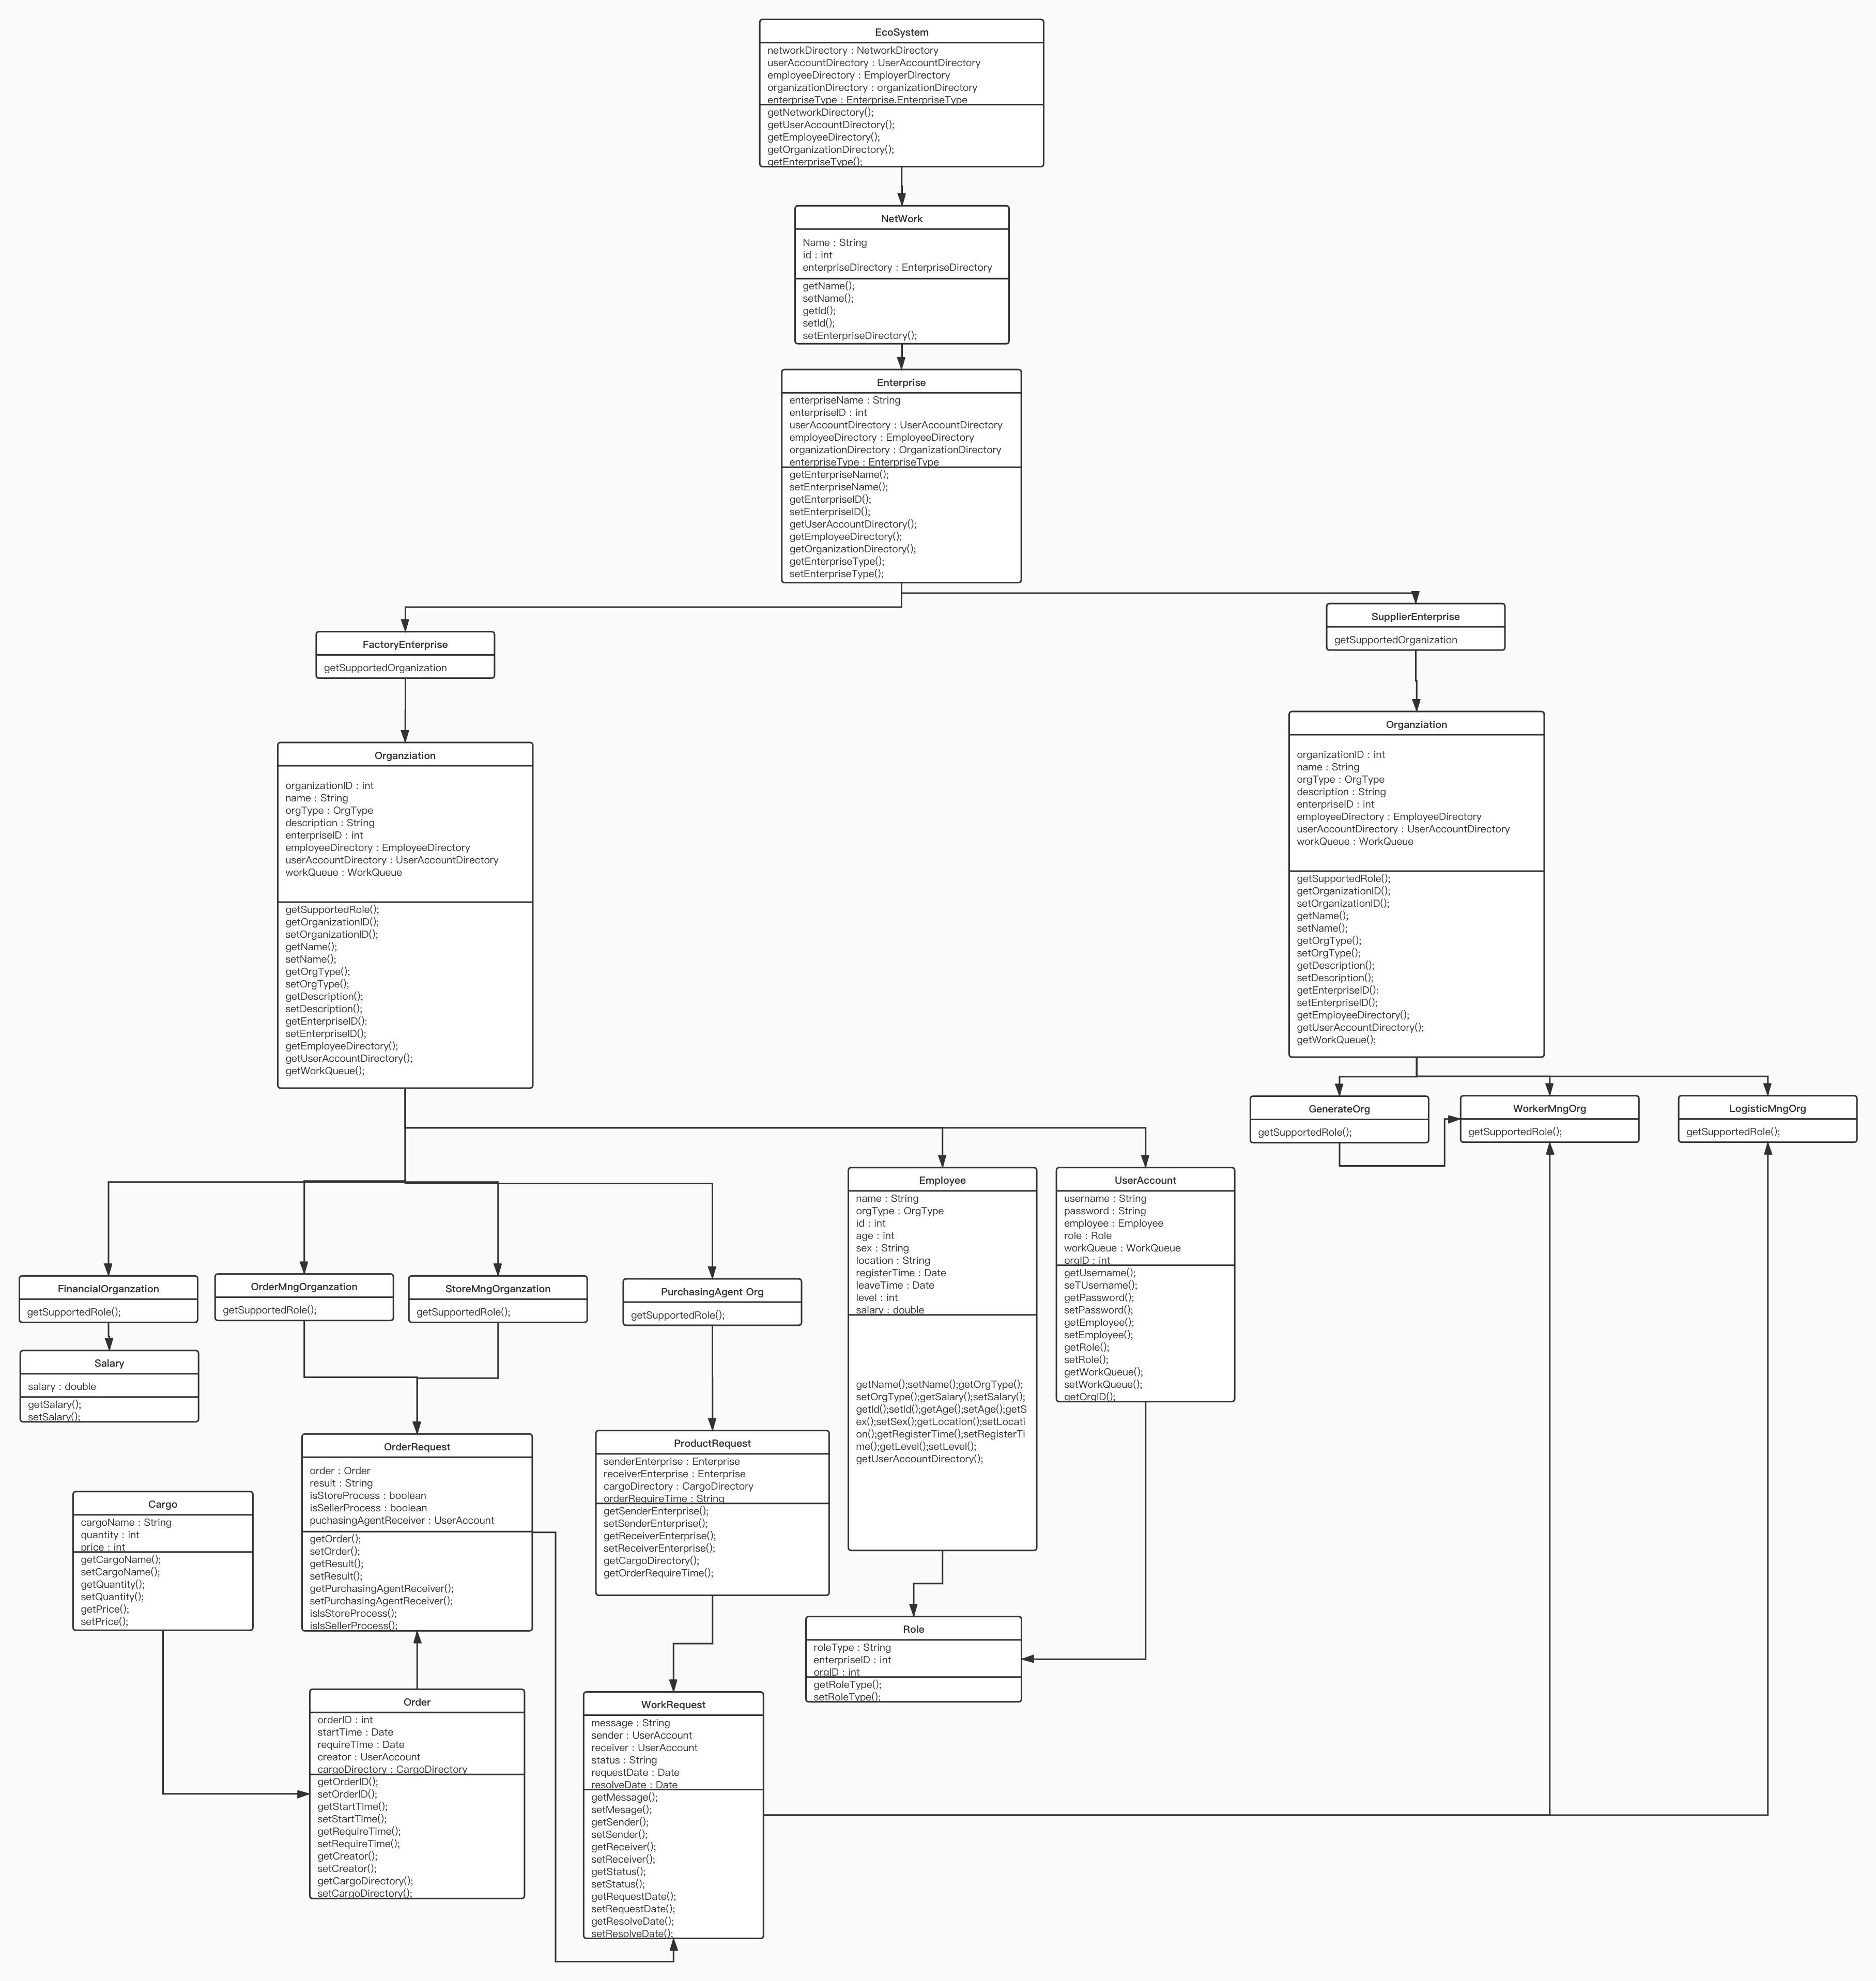 EcoSystem
networkDirectory : NetworkDirectory
userAccountDirectory : UserAccountDirectory
employeeDirectory : EmployerDIrectory
organizationDirectory : organizationDirectory
enterpriseType : Enterprise.EnterpriseType
getNetworkDirectory();
getUserAccountDirectory();
getEmployeeDirectory();
getOrganizationDirectory();
getEnterpriseType();
NetWork
Name : String
id : int
enterpriseDirectory : EnterpriseDirectory
getName();
setName();
getId();
setId();
setEnterpriseDirectory();
Enterprise
enterpriseName : String
enterpriseID : int
userAccountDirectory : UserAccountDirectory
employeeDirectory : EmployeeDirectory
organizationDirectory : OrganizationDirectory
enterpriseType : EnterpriseType
getEnterpriseName();
setEnterpriseName();
getEnterpriseID();
setEnterpriseID();
getUserAccountDirectory();
getEmployeeDirectory();
getOrganizationDirectory();
getEnterpriseType();
setEnterpriseType();
FactoryEnterprise
getSupportedOrganization
SupplierEnterprise
getSupportedOrganization
Organziation
organizationID : int
name : String
orgType : OrgType
description : String
enterpriseID : int
employeeDirectory : EmployeeDirectory
userAccountDirectory : UserAccountDirectory
workQueue : WorkQueue
getSupportedRole();
getOrganizationID();
setOrganizationID();
getName();
setName();
getOrgType();
setOrgType();
getDescription();
setDescription();
getEnterpriseID():
setEnterpriseID();
getEmployeeDirectory();
getUserAccountDirectory();
getWorkQueue();
Organziation
organizationID : int
name : String
orgType : OrgType
description : String
enterpriseID : int
employeeDirectory : EmployeeDirectory
userAccountDirectory : UserAccountDirectory
workQueue : WorkQueue
getSupportedRole();
getOrganizationID();
setOrganizationID();
getName();
setName();
getOrgType();
setOrgType();
getDescription();
setDescription();
getEnterpriseID():
setEnterpriseID();
getEmployeeDirectory();
getUserAccountDirectory();
getWorkQueue();
GenerateOrg
getSupportedRole();
WorkerMngOrg
getSupportedRole();
LogisticMngOrg
getSupportedRole();
FinancialOrganzation
getSupportedRole();
OrderMngOrganzation
getSupportedRole();
StoreMngOrganzation
getSupportedRole();
PurchasingAgent Org
getSupportedRole();
Employee
name : String
orgType : OrgType
id : int
age : int
sex : String
location : String
registerTime : Date
leaveTime : Date
level : int
salary : double
getName();setName();getOrgType();
setOrgType();getSalary();setSalary();
getId();setId();getAge();setAge();getS
ex();setSex();getLocation();setLocati
on();getRegisterTime();setRegisterTi
me();getLevel();setLevel();
getUserAccountDirectory();
UserAccount
username : String
password : String
employee : Employee
role : Role
workQueue : WorkQueue
orgID : int
getUsername();
seTUsername();
getPassword();
setPassword();
getEmployee();
setEmployee();
getRole();
setRole();
getWorkQueue();
setWorkQueue();
getOrgID();
Salary
salary : double
getSalary();
setSalary();
OrderRequest
order : Order
result : String
isStoreProcess : boolean
isSellerProcess : boolean
puchasingAgentReceiver : UserAccount
getOrder();
setOrder();
getResult();
setResult();
getPurchasingAgentReceiver();
setPurchasingAgentReceiver();
isIsStoreProcess();
isIsSellerProcess();
ProductRequest
senderEnterprise : Enterprise
receiverEnterprise : Enterprise
cargoDirectory : CargoDirectory
orderRequireTime : String
getSenderEnterprise();
setSenderEnterprise();
getReceiverEnterprise();
setReceiverEnterprise();
getCargoDirectory();
getOrderRequireTime();
Cargo
cargoName : String
quantity : int
price : int
getCargoName();
setCargoName();
getQuantity();
setQuantity();
getPrice();
setPrice();
Role
roleType : String
enterpriseID : int
orgID : int
getRoleType();
setRoleType();
Order
orderID : int
startTime : Date
requireTime : Date
creator : UserAccount
cargoDirectory : CargoDirectory
getOrderID();
setOrderID();
getStartTIme();
setStartTIme();
getRequireTime();
setRequireTime();
getCreator();
setCreator();
getCargoDirectory();
setCargoDirectory();
WorkRequest
message : String
sender : UserAccount
receiver : UserAccount
status : String
requestDate : Date
resolveDate : Date
getMessage();
setMesage();
getSender();
setSender();
getReceiver();
setReceiver();
getStatus();
setStatus();
getRequestDate();
setRequestDate();
getResolveDate();
setResolveDate();